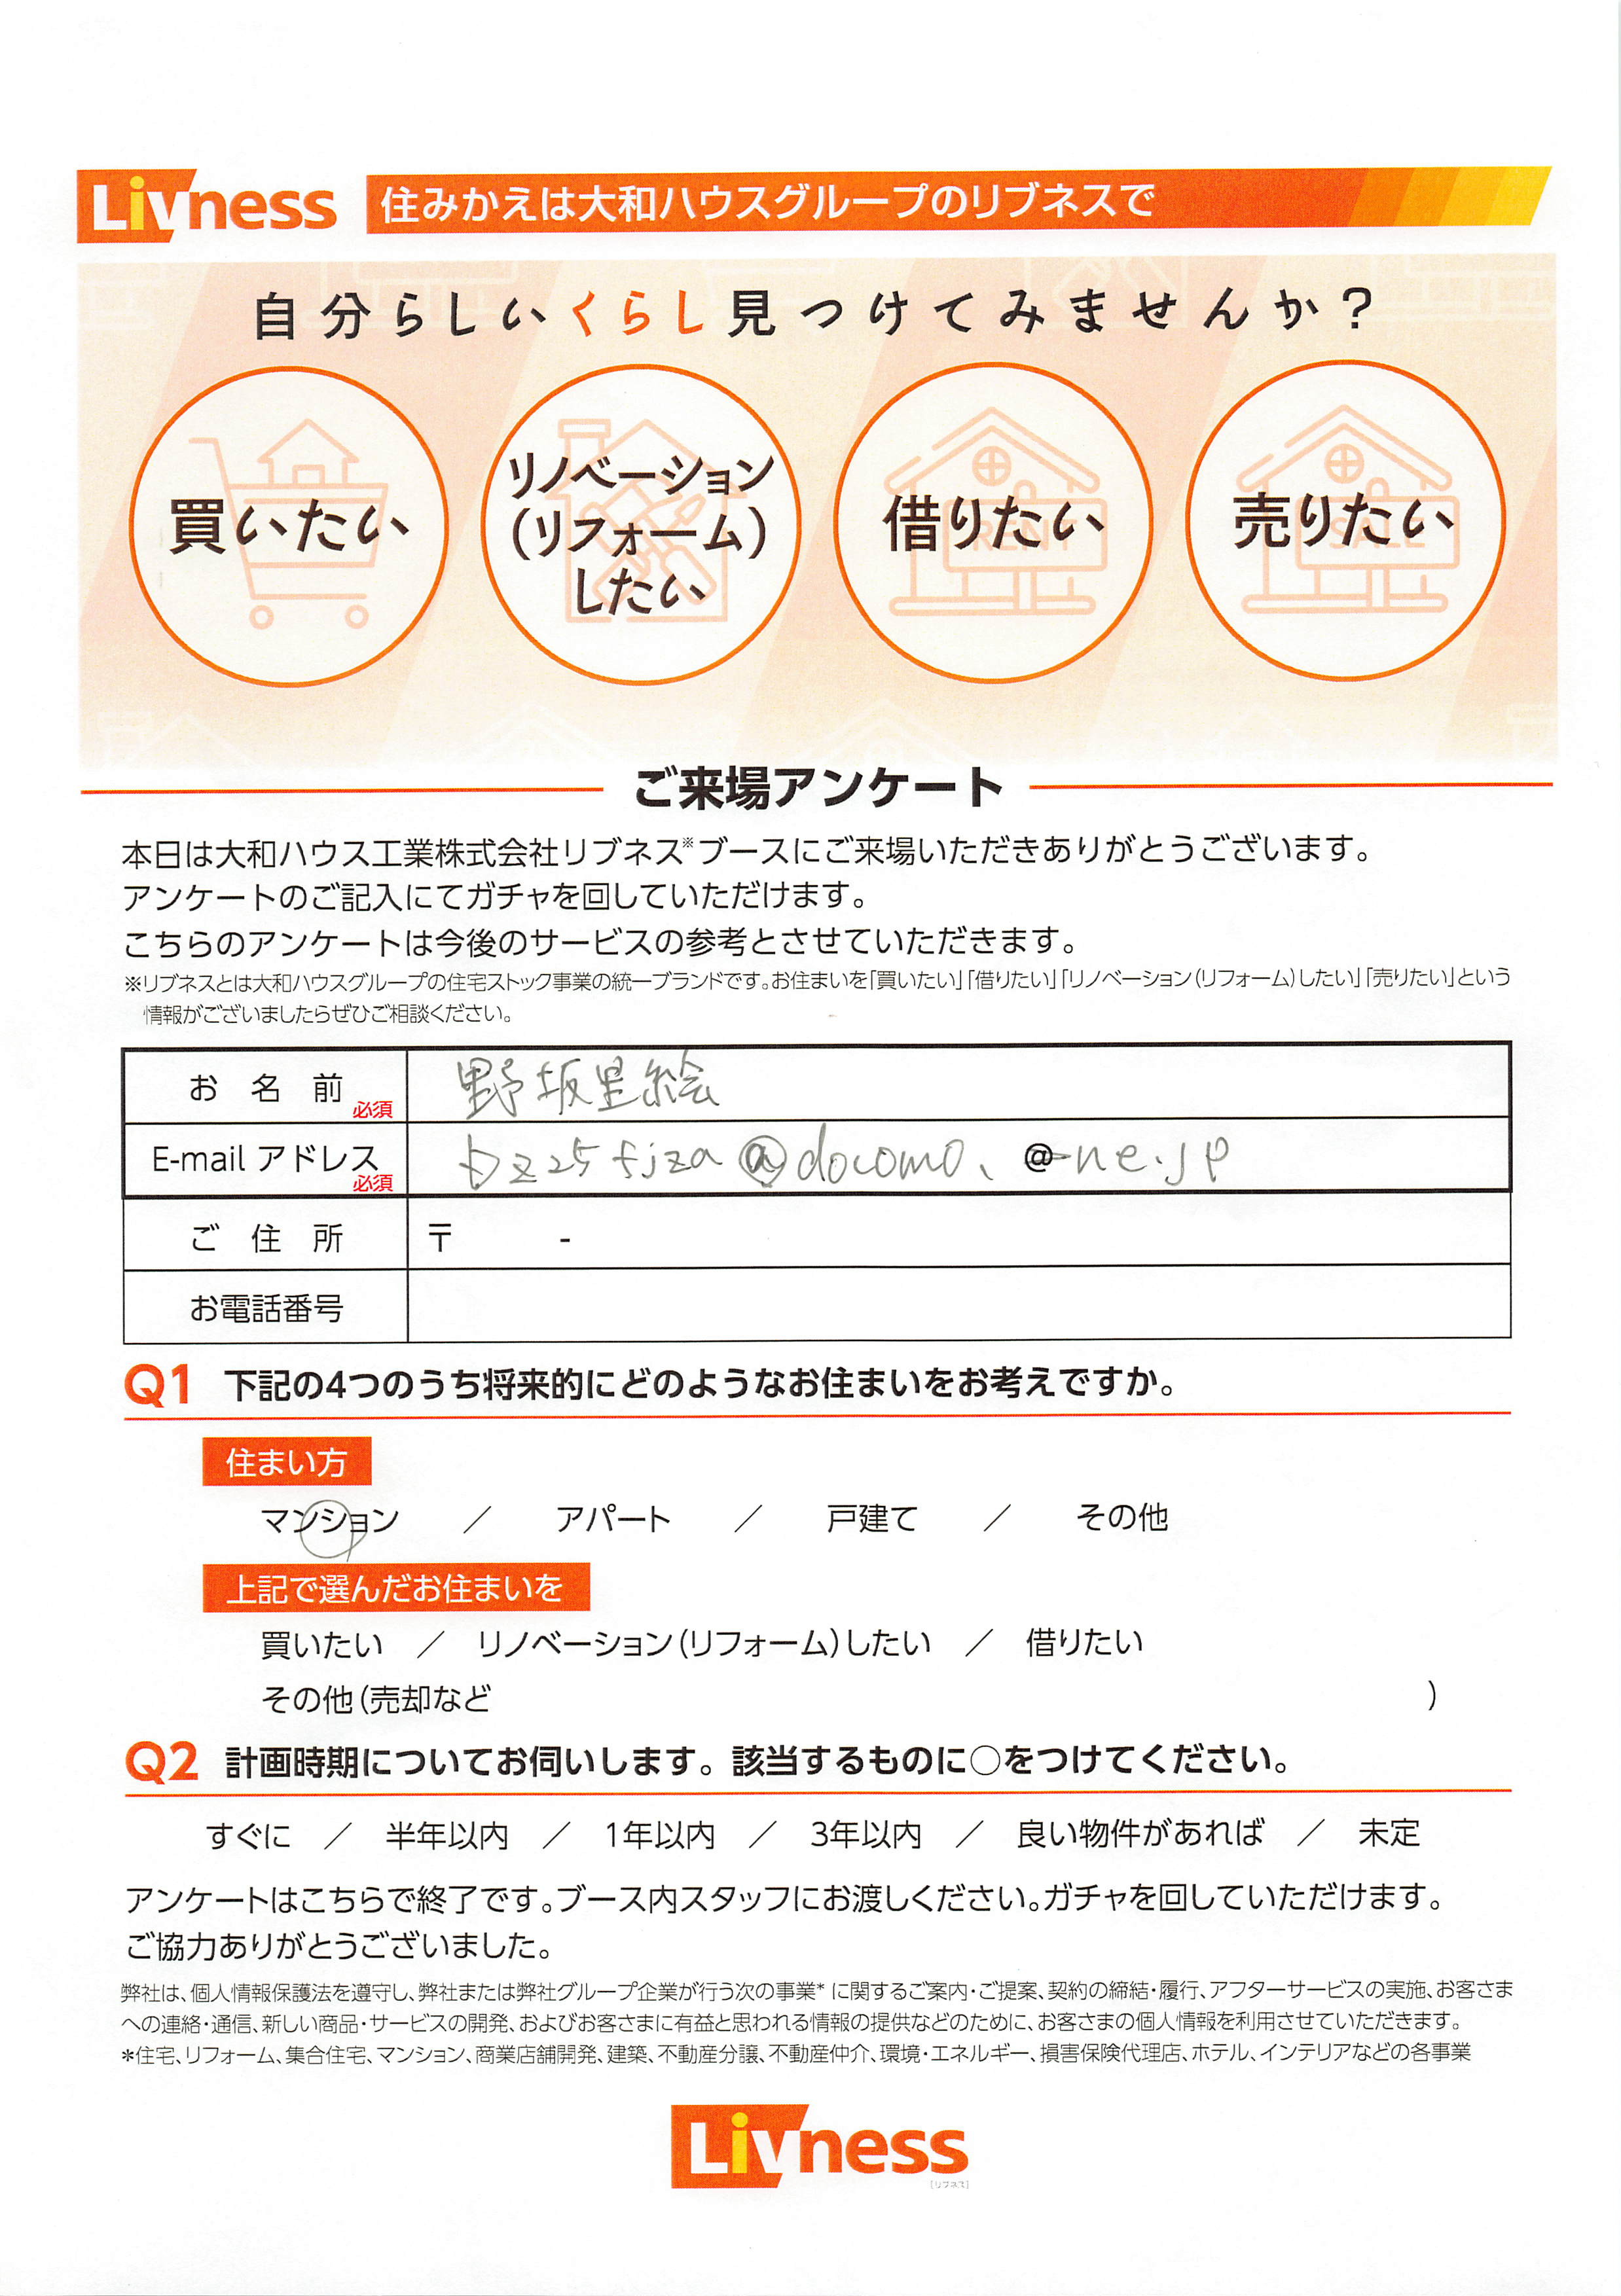 Livness 住みかえは大和ハウスグループのリブネスで
自分らしいくらし見つけてみませんか?
買いたい
リノベーション
(リフォーム)
したい
借りたい
売りたい
RENT
SALE
ご来場アンケート
本日は大和ハウス工業株式会社リブネス※ブースにご来場いただきありがとうございます。
アンケートのご記入にてガチャを回していただけます。
こちらのアンケートは今後のサービスの参考とさせていただきます。
※リブネスとは大和ハウスグループの住宅ストック事業の統一ブランドです。お住まいを「買いたい」「借りたい」「リノベーション(リフォーム)したい」「売りたい」という
情報がございましたらぜひご相談ください。
お名前 必須 野坂里絵
E-mail アドレス 必須 @docomo. @ ne.jp
ご住所 〒 -
お電話番号
Q1 下記の4つのうち将来的にどのようなお住まいをお考えですか。
住まい方
マンション / アパート / 戸建て / その他
上記で選んだお住まいを
買いたい / リノベーション(リフォーム)したい / 借りたい
その他(売却など )
Q2 計画時期についてお伺いします。該当するものに○をつけてください。
すぐに / 半年以内 / 1年以内 / 3年以内 / 良い物件があれば / 未定
アンケートはこちらで終了です。ブース内スタッフにお渡しください。ガチャを回していただけます。
ご協力ありがとうございました。
弊社は、個人情報保護法を遵守し、弊社または弊社グループ企業が行う次の事業* に関するご案内・ご提案、契約の締結・履行、アフターサービスの実施、お客さま
への連絡・通信、新しい商品・サービスの開発、およびお客さまに有益と思われる情報の提供などのために、お客さまの個人情報を利用させていただきます。
*住宅、リフォーム、集合住宅、マンション、商業店舗開発、建築、不動産分譲、不動産仲介、環境・エネルギー、損害保険代理店、ホテル、インテリアなどの各事業
Livness
[リブネス]